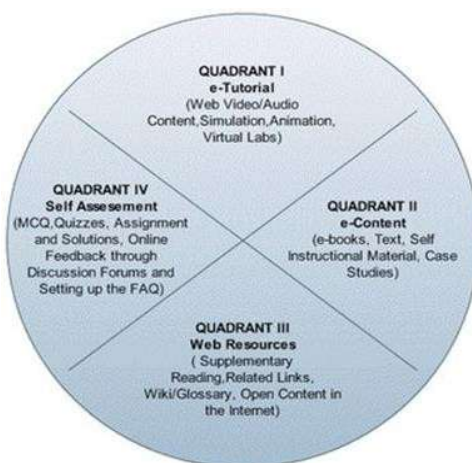 QUADRANT I
e-Tutorial
(Web Video/Audio
Content,Simulation,Animation,
Virtual Labs)
QUADRANT IV
Self Assesement
(MCQ,Quizzes, Assignment
and Solutions, Online
Feedback through
Discussion Forums and
Setting up the FAQ)
QUADRANT II
e-Content
(e-books, Text, Self
Instructional Material, Case
Studies)
QUADRANT III
Web Resources
( Supplementary
Reading,Related Links,
Wiki/Glossary, Open Content in
the Internet)